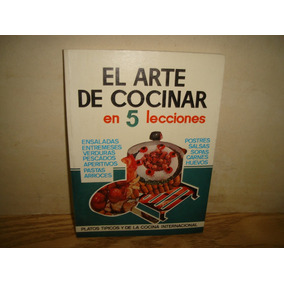 EL ARTE
DE COCINAR
en 5 lecciones
ENSALADAS
ENTREMESES
VERDURAS
PESCADOS
APERITIVOS
PASTAS
ARROCES
POSTRES
SALSAS
SOPAS
CARNES
HUEVOS
PLATOS TIPICOS Y DE LA COCINA INTERNACIONAL